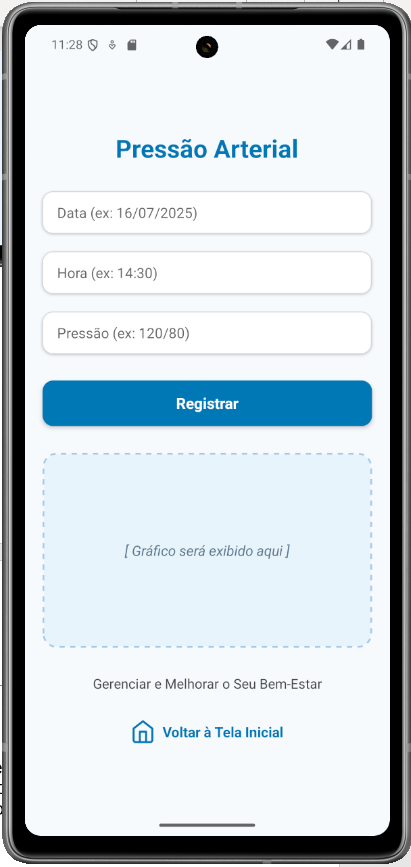 11:28
Pressão Arterial
Data (ex: 16/07/2025)
Hora (ex: 14:30)
Pressão (ex: 120/80)
Registrar
[ Gráfico será exibido aqui ]
Gerenciar e Melhorar o Seu Bem-Estar
Voltar à Tela Inicial